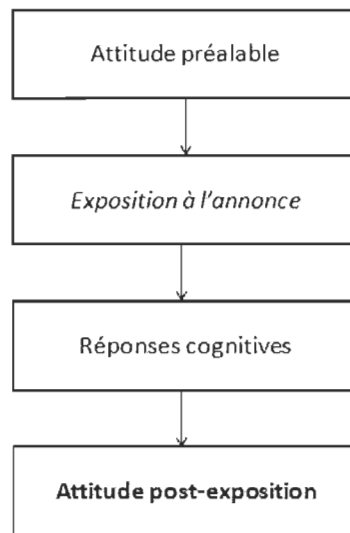 Attitude préalable
Exposition à l'annonce
Réponses cognitives
Attitude post-exposition